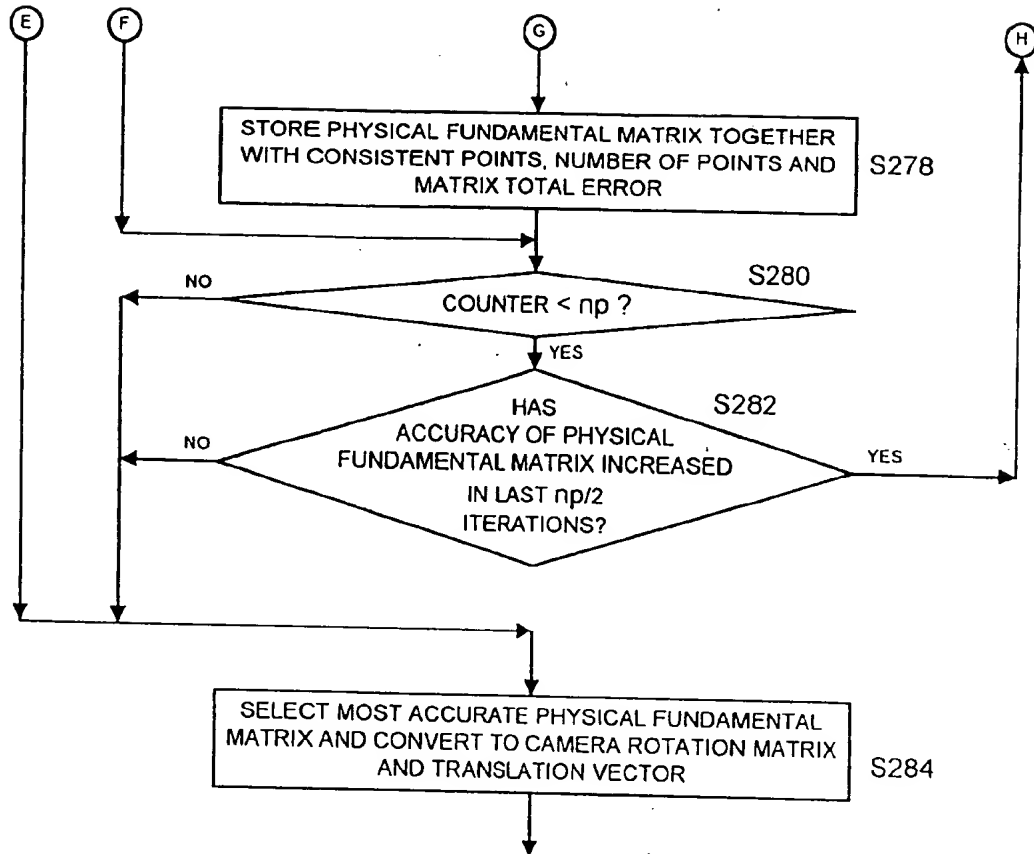 E
F
G
H
STORE PHYSICAL FUNDAMENTAL MATRIX TOGETHER
WITH CONSISTENT POINTS, NUMBER OF POINTS AND
MATRIX TOTAL ERROR
S278
NO
S280
COUNTER < np ?
YES
S282
HAS
ACCURACY OF PHYSICAL
FUNDAMENTAL MATRIX INCREASED
IN LAST np/2
ITERATIONS?
NO
YES
SELECT MOST ACCURATE PHYSICAL FUNDAMENTAL
MATRIX AND CONVERT TO CAMERA ROTATION MATRIX
AND TRANSLATION VECTOR
S284